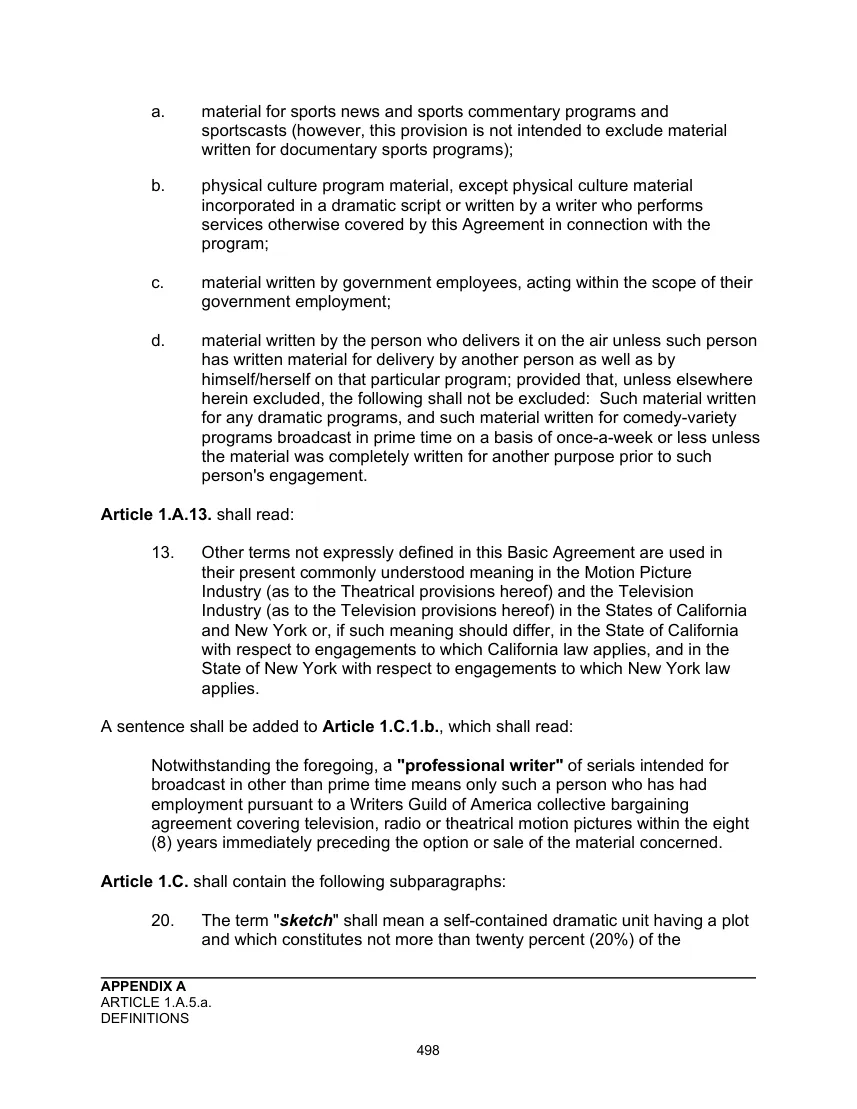 a. material for sports news and sports commentary programs and
sportscasts (however, this provision is not intended to exclude material
written for documentary sports programs);
b. physical culture program material, except physical culture material
incorporated in a dramatic script or written by a writer who performs
services otherwise covered by this Agreement in connection with the
program;
c. material written by government employees, acting within the scope of their
government employment;
d. material written by the person who delivers it on the air unless such person
has written material for delivery by another person as well as by
himself/herself on that particular program; provided that, unless elsewhere
herein excluded, the following shall not be excluded:  Such material written
for any dramatic programs, and such material written for comedy-variety
programs broadcast in prime time on a basis of once-a-week or less unless
the material was completely written for another purpose prior to such
person's engagement.
Article 1.A.13. shall read:
13. Other terms not expressly defined in this Basic Agreement are used in
their present commonly understood meaning in the Motion Picture
Industry (as to the Theatrical provisions hereof) and the Television
Industry (as to the Television provisions hereof) in the States of California
and New York or, if such meaning should differ, in the State of California
with respect to engagements to which California law applies, and in the
State of New York with respect to engagements to which New York law
applies.
A sentence shall be added to Article 1.C.1.b., which shall read:
Notwithstanding the foregoing, a "professional writer" of serials intended for
broadcast in other than prime time means only such a person who has had
employment pursuant to a Writers Guild of America collective bargaining
agreement covering television, radio or theatrical motion pictures within the eight
(8) years immediately preceding the option or sale of the material concerned.
Article 1.C. shall contain the following subparagraphs:
20. The term "sketch" shall mean a self-contained dramatic unit having a plot
and which constitutes not more than twenty percent (20%) of the
APPENDIX A
ARTICLE 1.A.5.a.
DEFINITIONS
498